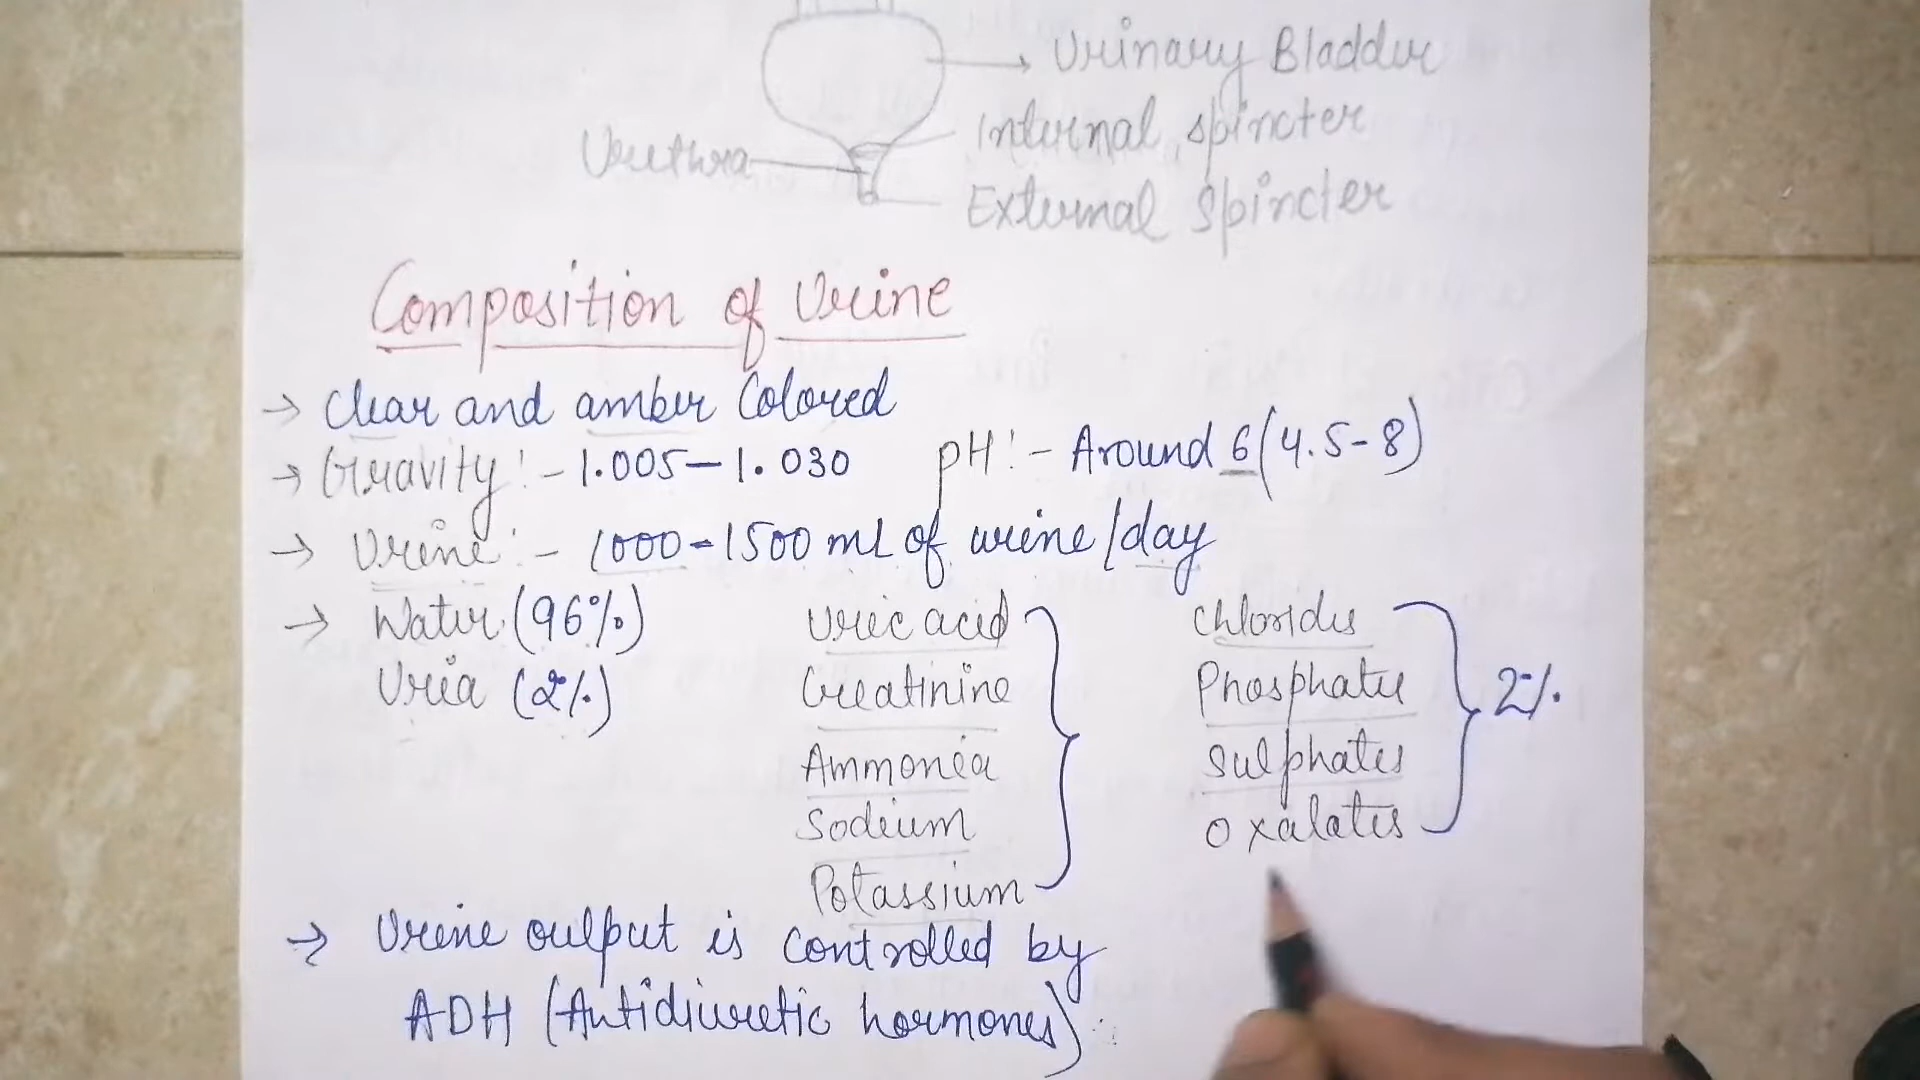 Urinary Bladder
Internal spincter
Urethra
External Spincter
Composition of Urine
→ Clear and amber Colored
→ Gravity :- 1.005-1.030 pH :- Around 6 (4.5-8)
→ Urine :- 1000-1500 mL of urine/day
→ Water (96%) Uric acid Chlorides
Urea (2%) Creatinine Phosphates 2%
Ammonia Sulphates
Sodium Oxalates
Potassium
→ Urine output is controlled by
ADH (Antidiuretic hormones)